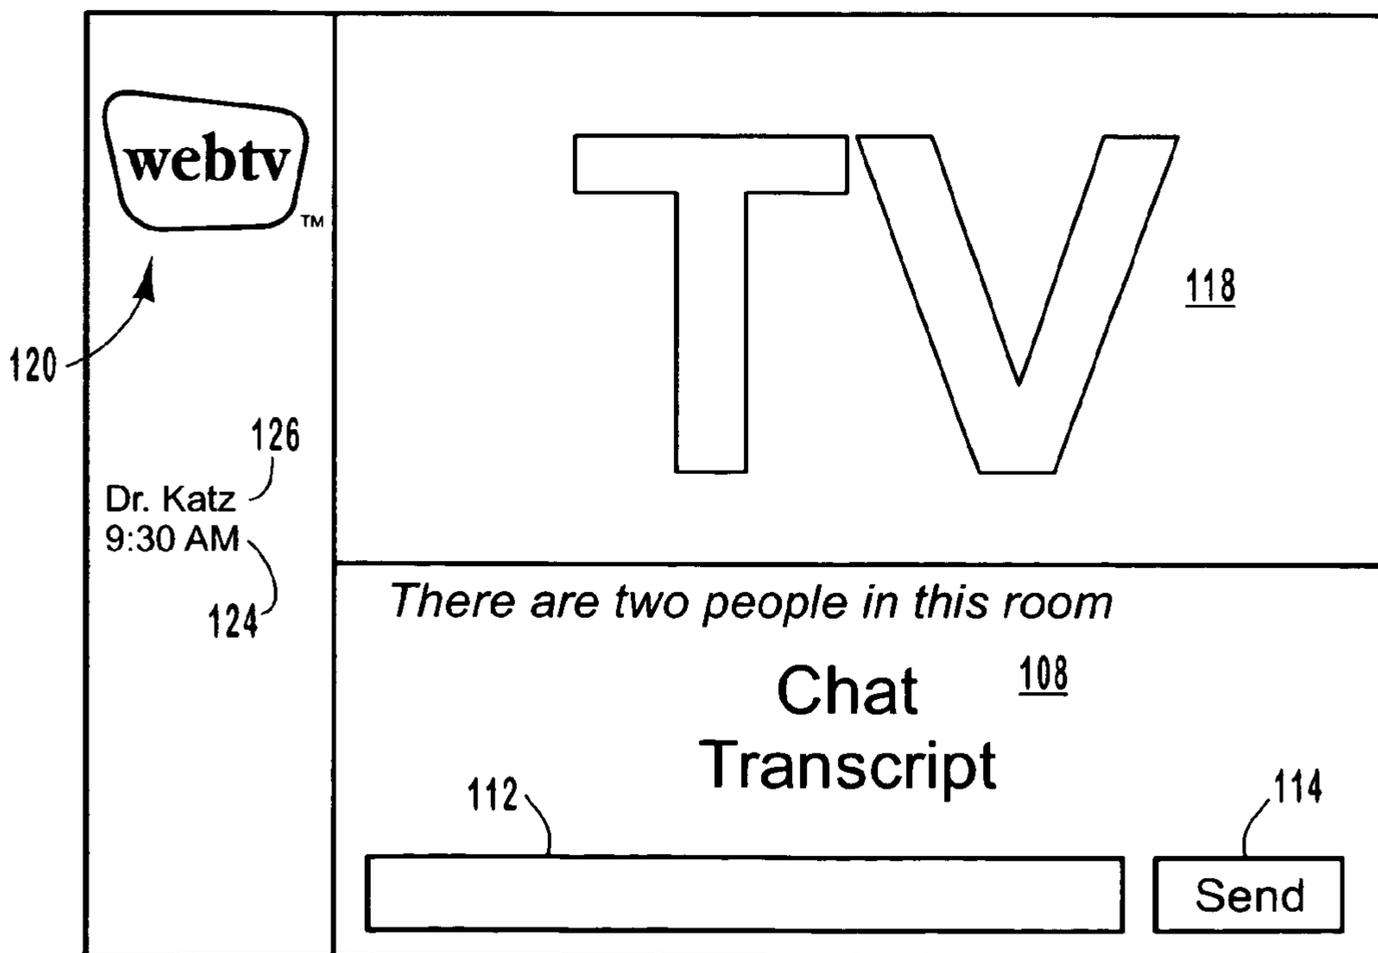 webtv
TM
120
126
Dr. Katz
9:30 AM
124
TV
118
There are two people in this room
108
Chat
Transcript
112
114
Send